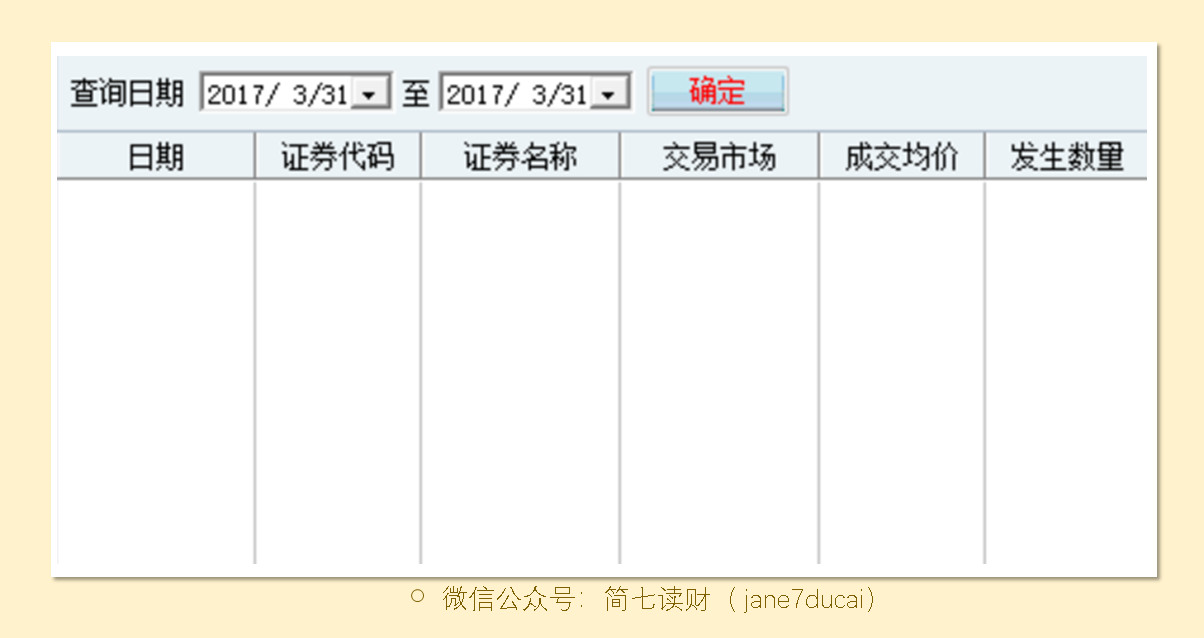 查询日期 2017/ 3/31 至 2017/ 3/31 确定
日期 证券代码 证券名称 交易市场 成交均价 发生数量
微信公众号：简七读财（jane7ducai）